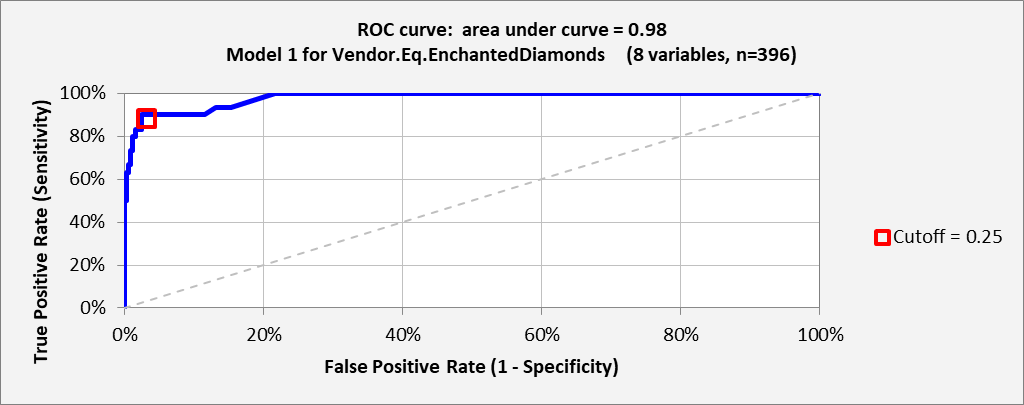 ROC curve:  area under curve = 0.98
Model 1 for Vendor.Eq.EnchantedDiamonds    (8 variables, n=396)
True Positive Rate (Sensitivity)
100%
80%
60%
40%
20%
0%
0% 20% 40% 60% 80% 100%
False Positive Rate (1 - Specificity)
Cutoff = 0.25